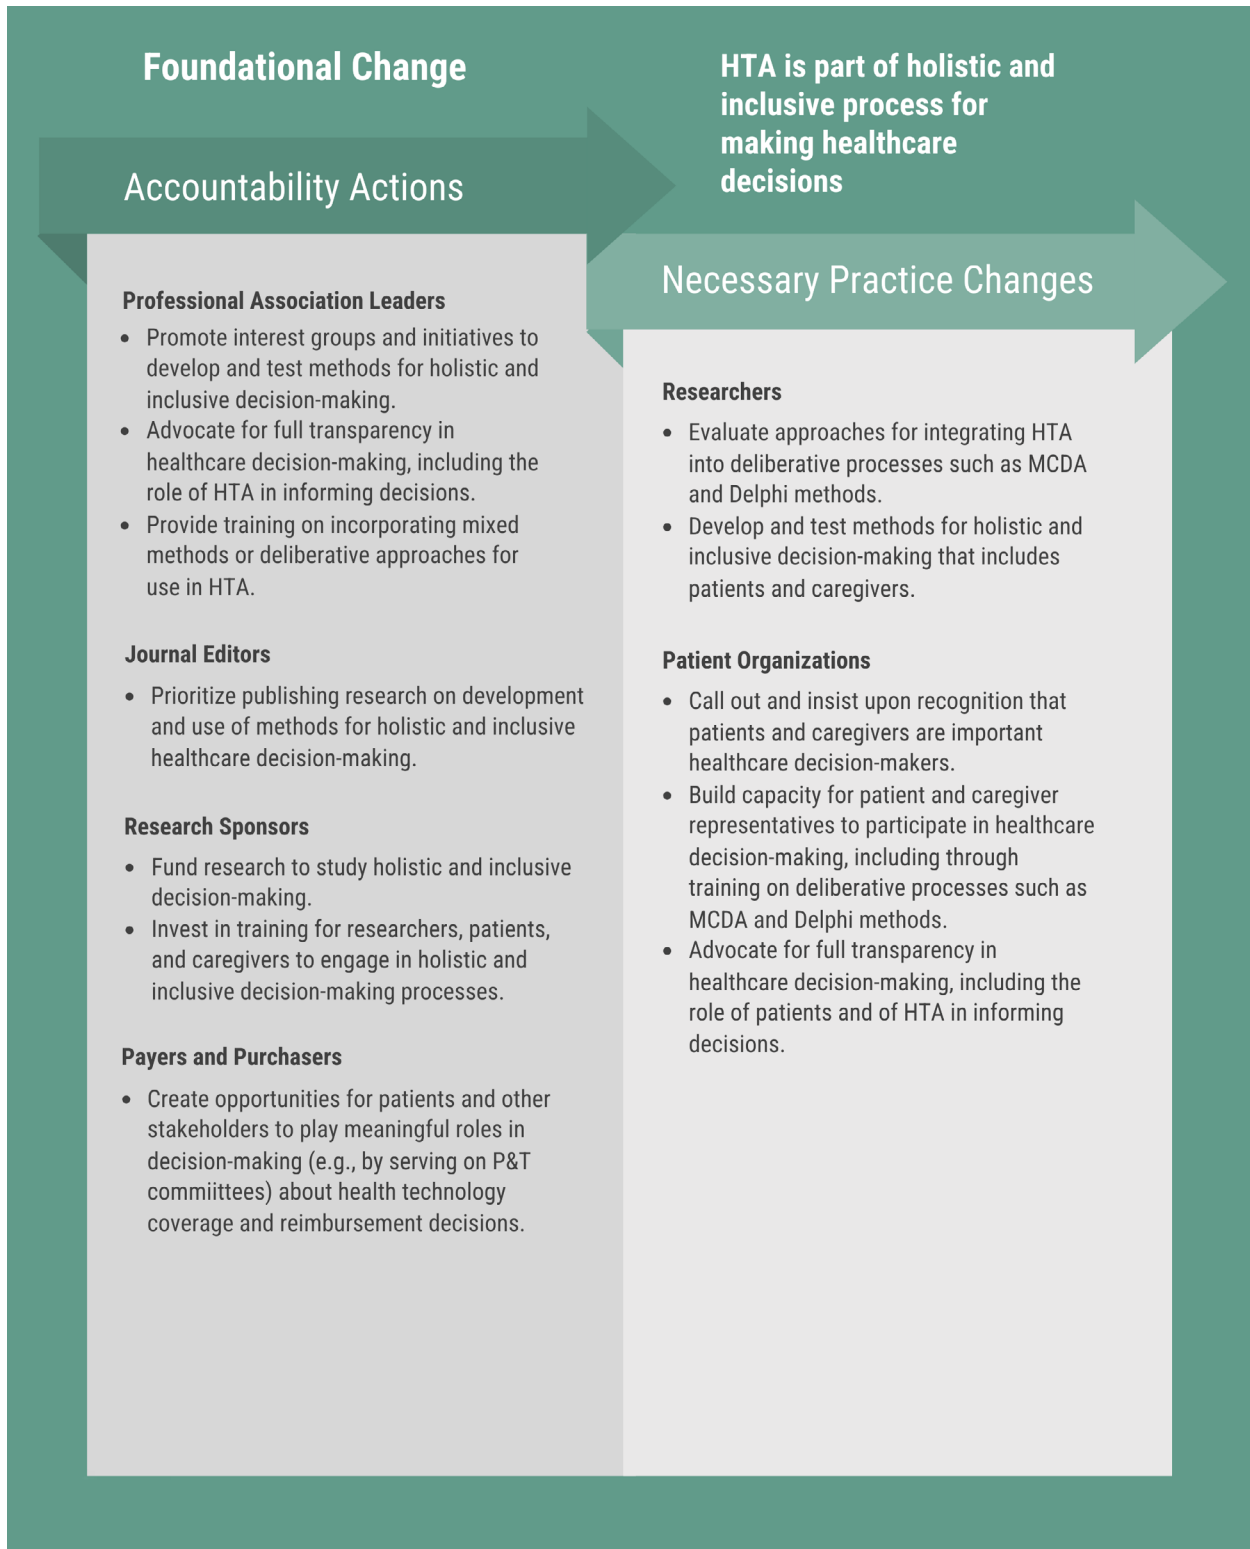 Foundational Change
HTA is part of holistic and
inclusive process for
making healthcare
decisions
Accountability Actions
Professional Association Leaders
• Promote interest groups and initiatives to
develop and test methods for holistic and
inclusive decision-making.
• Advocate for full transparency in
healthcare decision-making, including the
role of HTA in informing decisions.
• Provide training on incorporating mixed
methods or deliberative approaches for
use in HTA.
Journal Editors
• Prioritize publishing research on development
and use of methods for holistic and inclusive
healthcare decision-making.
Research Sponsors
• Fund research to study holistic and inclusive
decision-making.
• Invest in training for researchers, patients,
and caregivers to engage in holistic and
inclusive decision-making processes.
Payers and Purchasers
• Create opportunities for patients and other
stakeholders to play meaningful roles in
decision-making (e.g., by serving on P&T
commiittees) about health technology
coverage and reimbursement decisions.
Necessary Practice Changes
Researchers
• Evaluate approaches for integrating HTA
into deliberative processes such as MCDA
and Delphi methods.
• Develop and test methods for holistic and
inclusive decision-making that includes
patients and caregivers.
Patient Organizations
• Call out and insist upon recognition that
patients and caregivers are important
healthcare decision-makers.
• Build capacity for patient and caregiver
representatives to participate in healthcare
decision-making, including through
training on deliberative processes such as
MCDA and Delphi methods.
• Advocate for full transparency in
healthcare decision-making, including the
role of patients and of HTA in informing
decisions.